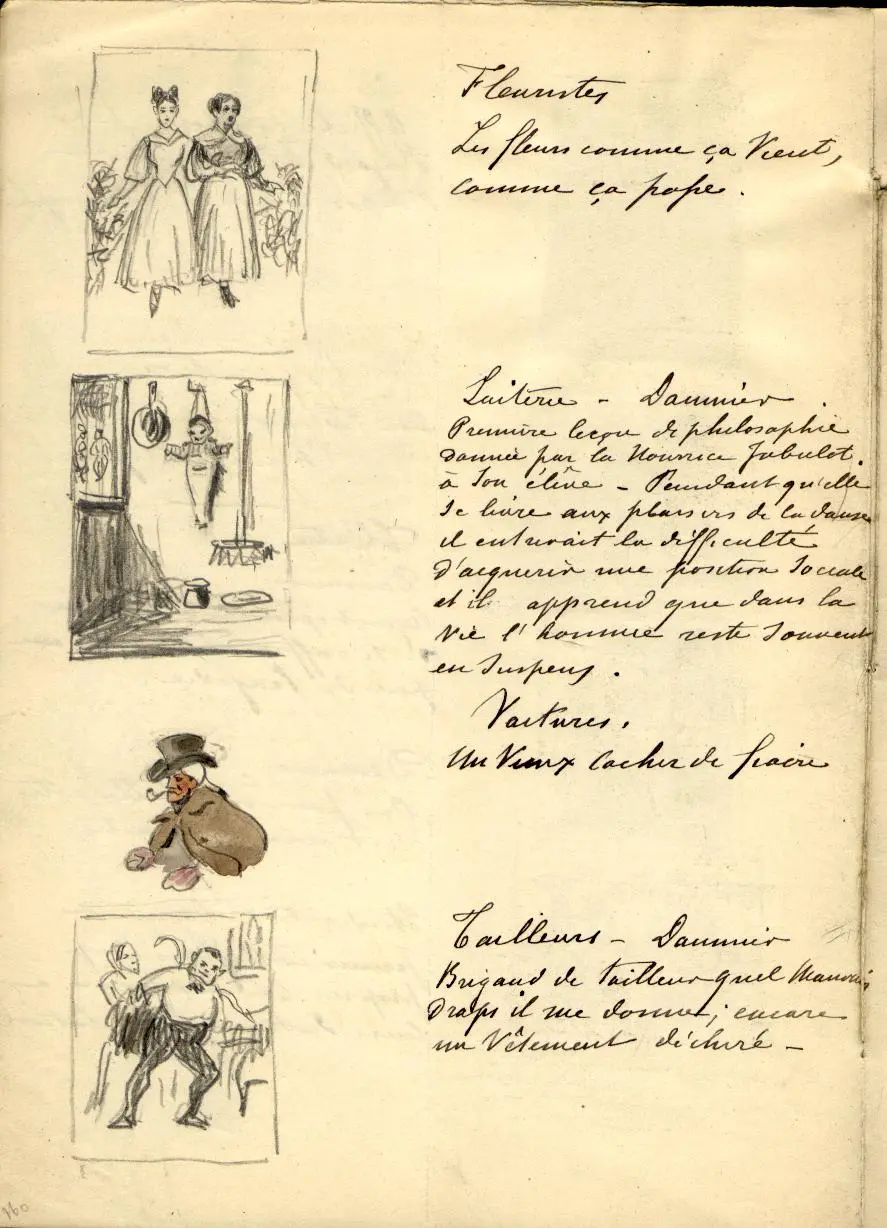 Fleuristes
Les fleurs comme ça Vient,
comme ça passe.
Laiterie - Daumier.
Première leçon de philosophie
donnée par la Nourrice Jabulot.
à Son élève - Pendant qu'elle
se livre aux plaisirs de la danse
il entrevoit la difficulté
d'acquerir une position Sociale
et il apprend que dans la
vie l'homme reste Souvent
en Suspens.
Voitures.
Un Vieux Cocher de fiacre
Tailleurs - Daumier
Brigand de tailleur quel Mauvais
Draps il me donne; encore
un Vêtement déchiré -
160